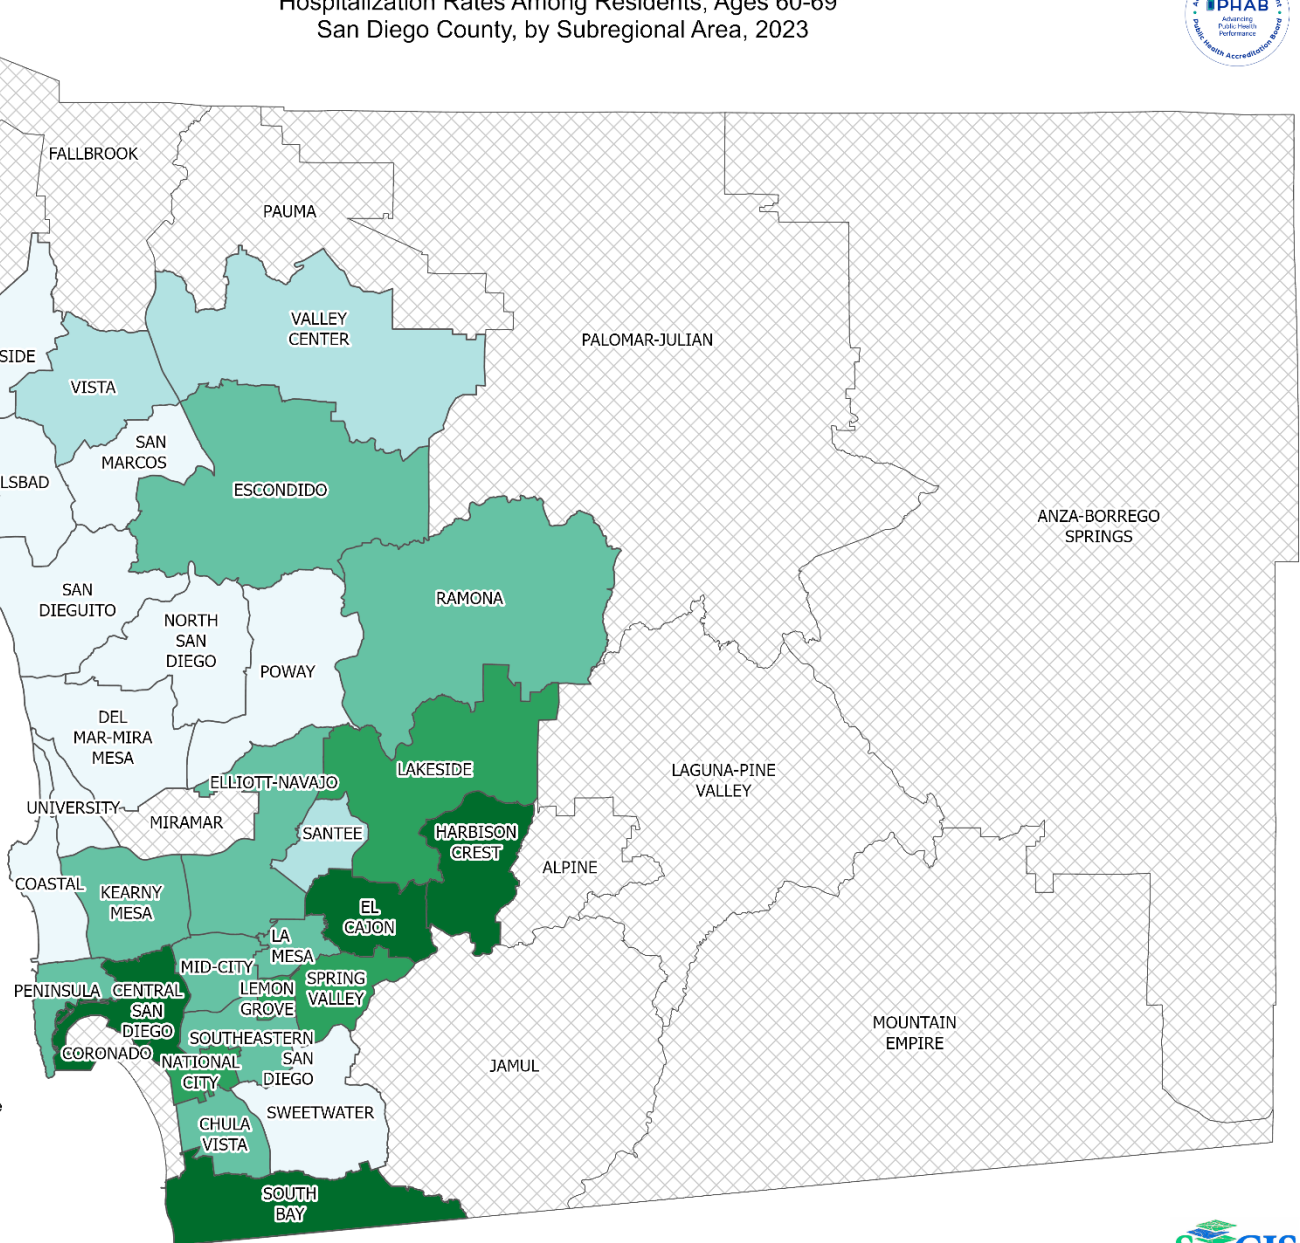 Hospitalization Rates Among Residents, Ages 60-69
San Diego County, by Subregional Area, 2023
PHAB
Advancing
Public Health
Performance
Public Health Accreditation Board
FALLBROOK
PAUMA
VALLEY
CENTER
PALOMAR-JULIAN
SIDE
VISTA
SAN
MARCOS
LSBAD
ESCONDIDO
ANZA-BORREGO
SPRINGS
SAN
DIEGUITO
NORTH
SAN
DIEGO
RAMONA
POWAY
DEL
MAR-MIRA
MESA
LAKESIDE
LAGUNA-PINE
VALLEY
ELLIOTT-NAVAJO
UNIVERSITY
MIRAMAR
SANTEE
HARBISON
CREST
ALPINE
COASTAL
KEARNY
MESA
EL
CAJON
LA
MESA
MID-CITY
SPRING
VALLEY
PENINSULA
CENTRAL
SAN
DIEGO
LEMON
GROVE
CORONADO
SOUTHEASTERN
SAN
DIEGO
NATIONAL
CITY
MOUNTAIN
EMPIRE
JAMUL
SWEETWATER
CHULA
VISTA
SOUTH
BAY